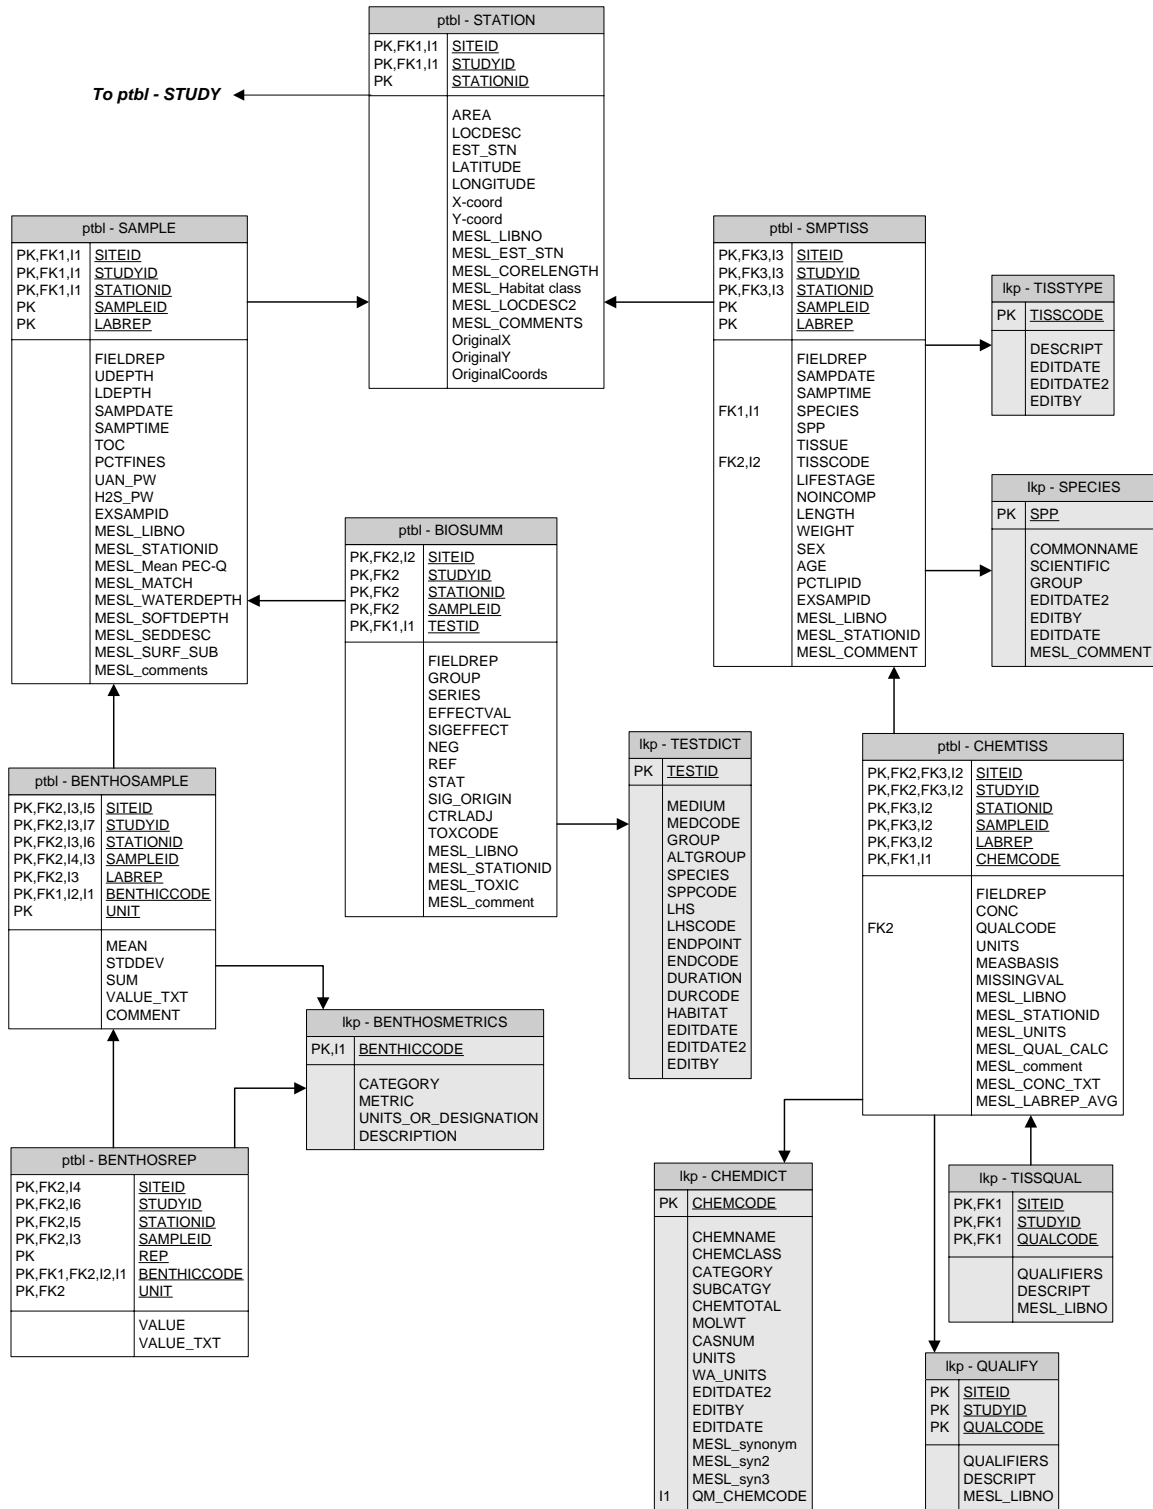 ptbl - STATION
PK,FK1,I1 SITEID
PK,FK1,I1 STUDYID
PK STATIONID
To ptbl - STUDY
AREA
LOCDESC
EST_STN
LATITUDE
LONGITUDE
X-coord
Y-coord
MESL_LIBNO
MESL_EST_STN
MESL_CORELENGTH
MESL_Habitat class
MESL_LOCDESC2
MESL_COMMENTS
OriginalX
OriginalY
OriginalCoords
ptbl - SAMPLE
PK,FK1,I1 SITEID
PK,FK1,I1 STUDYID
PK,FK1,I1 STATIONID
PK SAMPLEID
PK LABREP
FIELDREP
UDEPTH
LDEPTH
SAMPDATE
SAMPTIME
TOC
PCTFINES
UAN_PW
H2S_PW
EXSAMPID
MESL_LIBNO
MESL_STATIONID
MESL_Mean PEC-Q
MESL_MATCH
MESL_WATERDEPTH
MESL_SOFTDEPTH
MESL_SEDDESC
MESL_SURF_SUB
MESL_comments
ptbl - SMPTISS
PK,FK3,I3 SITEID
PK,FK3,I3 STUDYID
PK,FK3,I3 STATIONID
PK SAMPLEID
PK LABREP
FIELDREP
SAMPDATE
SAMPTIME
FK1,I1 SPECIES
SPP
TISSUE
FK2,I2 TISSCODE
LIFESTAGE
NOINCOMP
LENGTH
WEIGHT
SEX
AGE
PCTLIPID
EXSAMPID
MESL_LIBNO
MESL_STATIONID
MESL_COMMENT
lkp - TISSTYPE
PK TISSCODE
DESCRIPT
EDITDATE
EDITDATE2
EDITBY
lkp - SPECIES
PK SPP
COMMONNAME
SCIENTIFIC
GROUP
EDITDATE2
EDITBY
EDITDATE
MESL_COMMENT
ptbl - BIOSUMM
PK,FK2,I2 SITEID
PK,FK2 STUDYID
PK,FK2 STATIONID
PK,FK2 SAMPLEID
PK,FK1,I1 TESTID
FIELDREP
GROUP
SERIES
EFFECTVAL
SIGEFFECT
NEG
REF
STAT
SIG_ORIGIN
CTRLADJ
TOXCODE
MESL_LIBNO
MESL_STATIONID
MESL_TOXIC
MESL_comment
lkp - TESTDICT
PK TESTID
MEDIUM
MEDCODE
GROUP
ALTGROUP
SPECIES
SPPCODE
LHS
LHSCODE
ENDPOINT
ENDCODE
DURATION
DURCODE
HABITAT
EDITDATE
EDITDATE2
EDITBY
ptbl - CHEMTISS
PK,FK2,FK3,I2 SITEID
PK,FK2,FK3,I2 STUDYID
PK,FK3,I2 STATIONID
PK,FK3,I2 SAMPLEID
PK,FK3,I2 LABREP
PK,FK1,I1 CHEMCODE
FIELDREP
CONC
FK2 QUALCODE
UNITS
MEASBASIS
MISSINGVAL
MESL_LIBNO
MESL_STATIONID
MESL_UNITS
MESL_QUAL_CALC
MESL_comment
MESL_CONC_TXT
MESL_LABREP_AVG
ptbl - BENTHOSAMPLE
PK,FK2,I3,I5 SITEID
PK,FK2,I3,I7 STUDYID
PK,FK2,I3,I6 STATIONID
PK,FK2,I4,I3 SAMPLEID
PK,FK2,I3 LABREP
PK,FK1,I2,I1 BENTHICCODE
PK UNIT
MEAN
STDDEV
SUM
VALUE_TXT
COMMENT
lkp - BENTHOSMETRICS
PK,I1 BENTHICCODE
CATEGORY
METRIC
UNITS_OR_DESIGNATION
DESCRIPTION
ptbl - BENTHOSREP
PK,FK2,I4 SITEID
PK,FK2,I6 STUDYID
PK,FK2,I5 STATIONID
PK,FK2,I3 SAMPLEID
PK REP
PK,FK1,FK2,I2,I1 BENTHICCODE
PK,FK2 UNIT
VALUE
VALUE_TXT
lkp - CHEMDICT
PK CHEMCODE
CHEMNAME
CHEMCLASS
CATEGORY
SUBCATGY
CHEMTOTAL
MOLWT
CASNUM
UNITS
WA_UNITS
EDITDATE2
EDITBY
EDITDATE
MESL_synonym
MESL_syn2
MESL_syn3
I1 QM_CHEMCODE
lkp - TISSQUAL
PK,FK1 SITEID
PK,FK1 STUDYID
PK,FK1 QUALCODE
QUALIFIERS
DESCRIPT
MESL_LIBNO
lkp - QUALIFY
PK SITEID
PK STUDYID
PK QUALCODE
QUALIFIERS
DESCRIPT
MESL_LIBNO